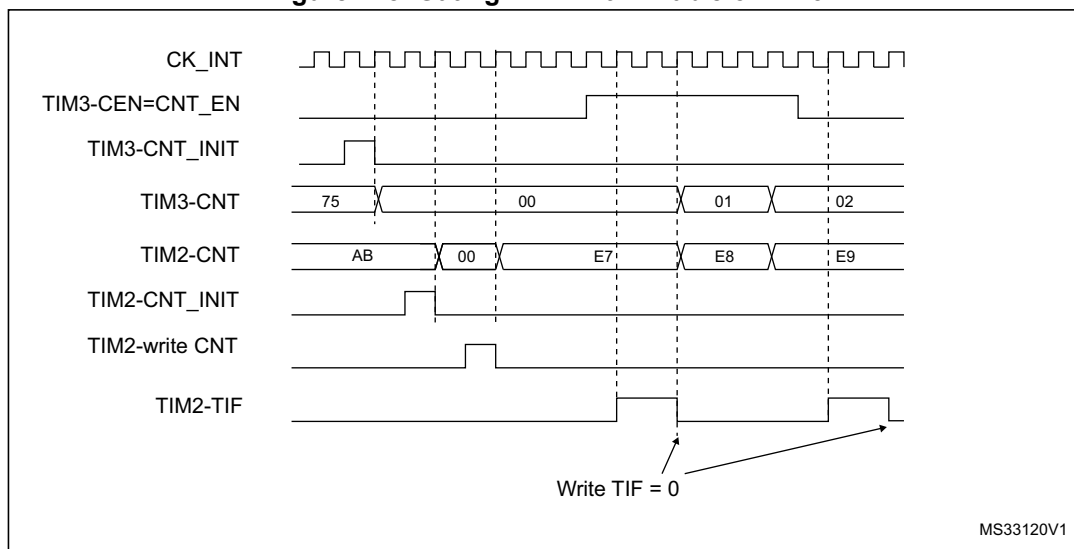 CK_INT
TIM3-CEN=CNT_EN
TIM3-CNT_INIT
TIM3-CNT 75 00 01 02
TIM2-CNT AB 00 E7 E8 E9
TIM2-CNT_INIT
TIM2-write CNT
TIM2-TIF
Write TIF = 0
MS33120V1